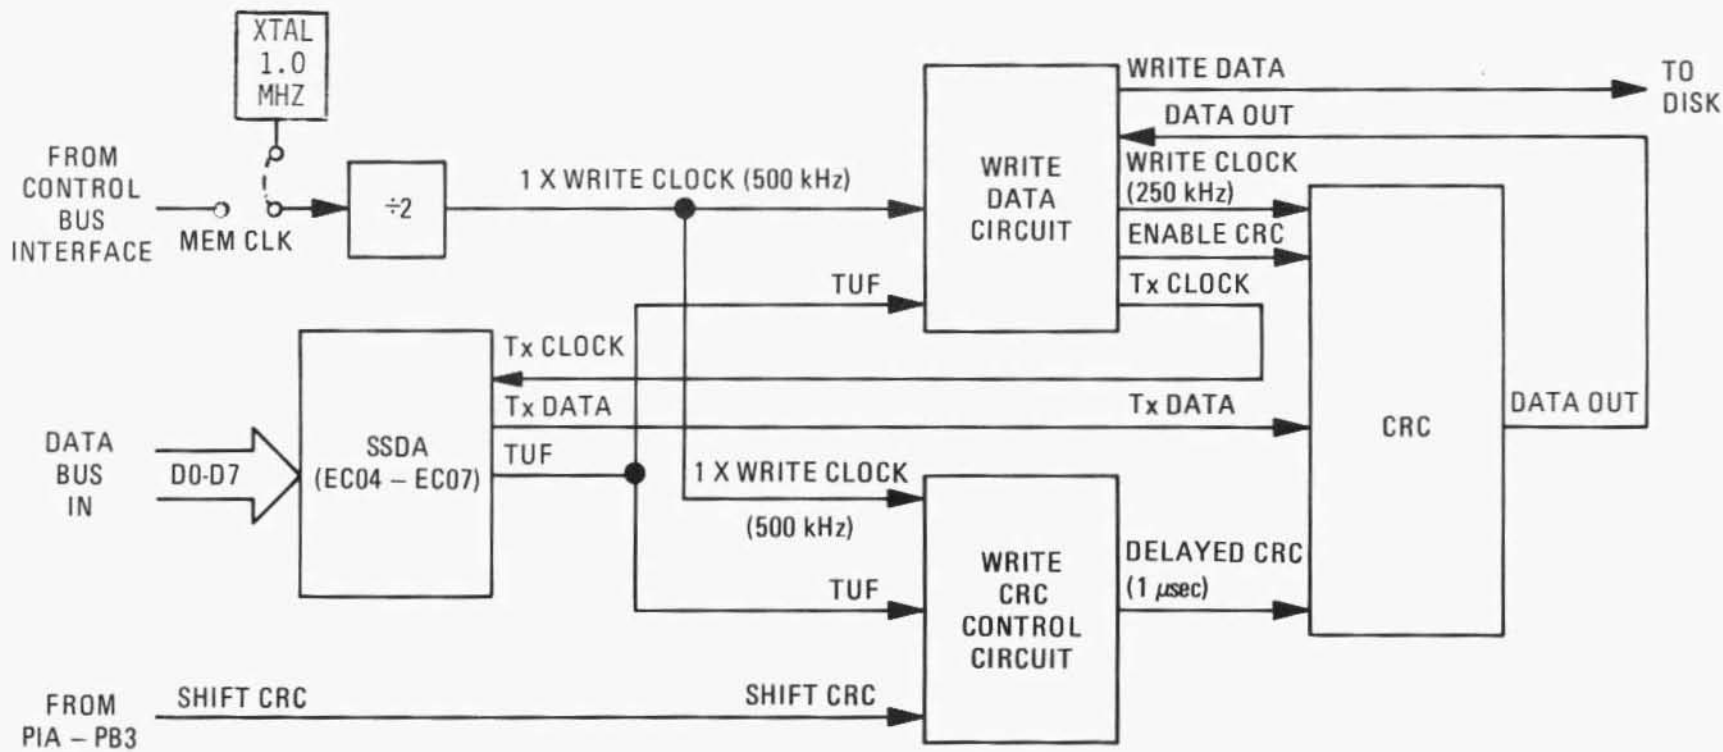 XTAL
1.0
MHZ
FROM
CONTROL
BUS
INTERFACE
MEM CLK
÷2
1 X WRITE CLOCK (500 kHz)
TUF
WRITE
DATA
CIRCUIT
WRITE DATA
TO
DISK
DATA OUT
WRITE CLOCK
(250 kHz)
ENABLE CRC
Tx CLOCK
Tx CLOCK
Tx DATA
TUF
Tx DATA
CRC
DATA OUT
DATA
BUS
IN
D0-D7
SSDA
(EC04 – EC07)
1 X WRITE CLOCK
(500 kHz)
TUF
WRITE
CRC
CONTROL
CIRCUIT
DELAYED CRC
(1 μsec)
FROM
PIA – PB3
SHIFT CRC
SHIFT CRC